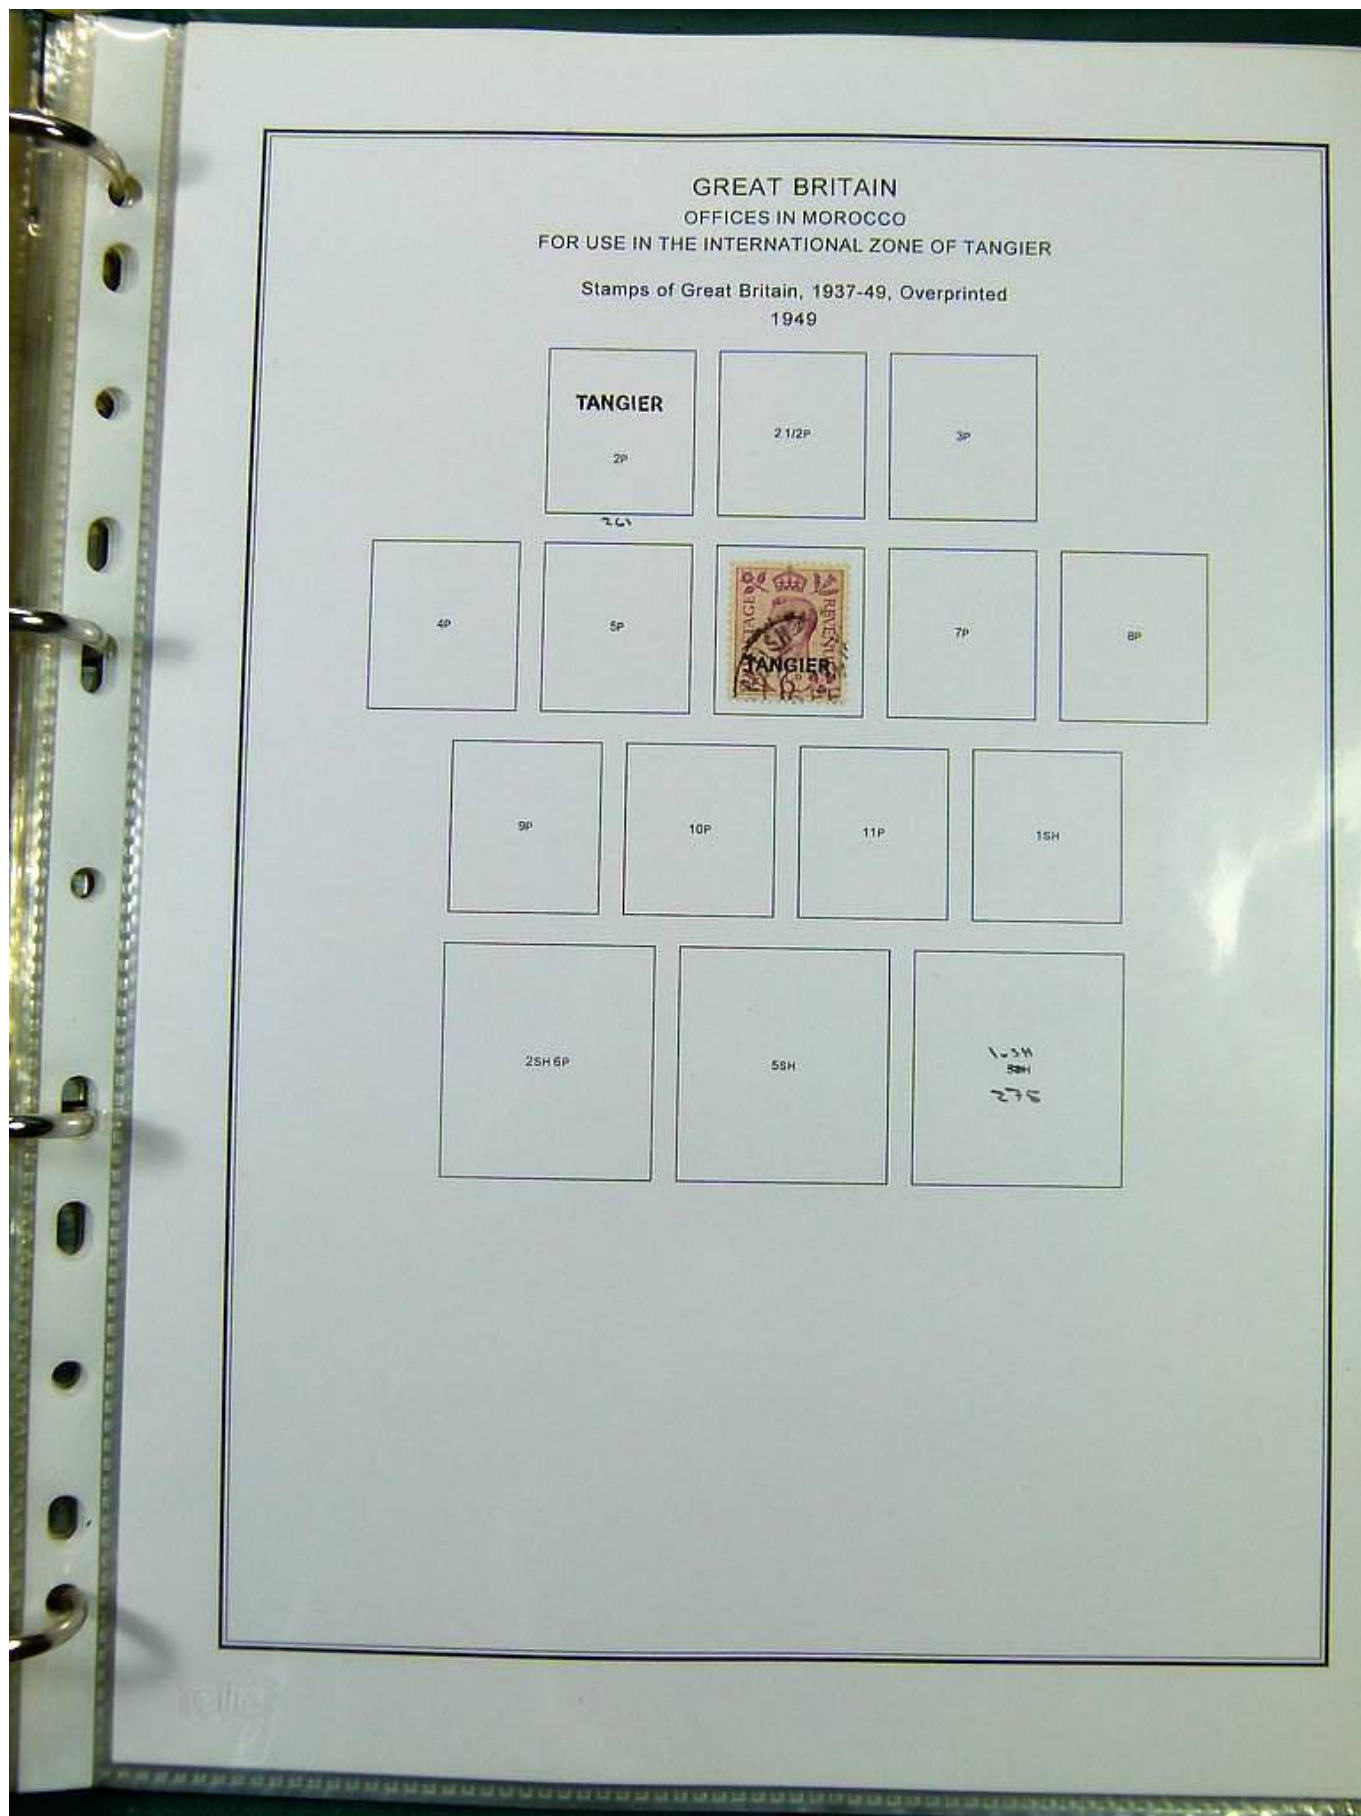 GREAT BRITAIN
OFFICES IN MOROCCO
FOR USE IN THE INTERNATIONAL ZONE OF TANGIER
Stamps of Great Britain, 1937-49, Overprinted
1949
TANGIER
2P
2 1/2P
3P
261
4P
5P
POSTAGE
REVENUE
TANGIER
7P
8P
9P
10P
11P
1SH
2SH 6P
5SH
10SH
275